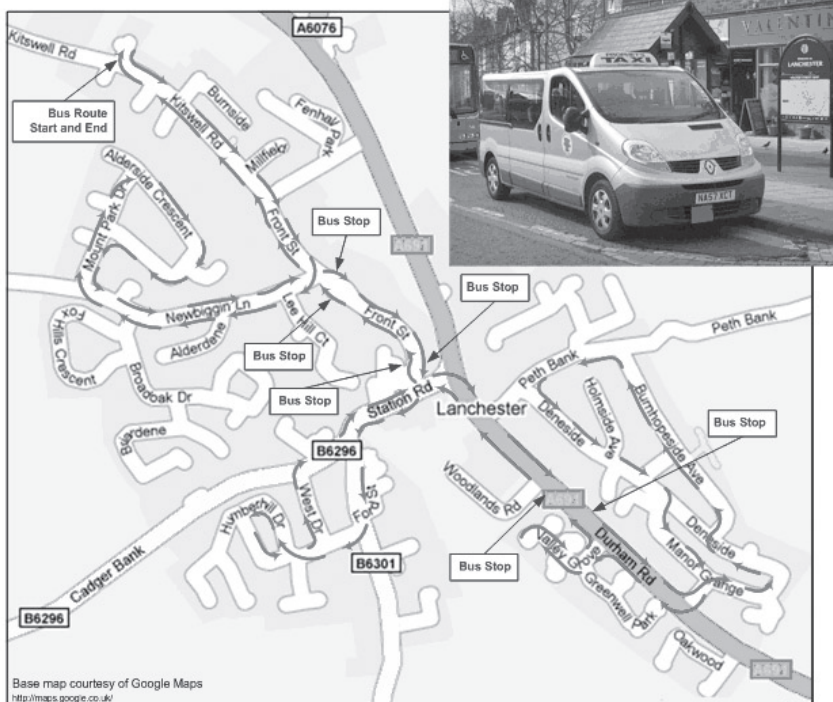 A6076
Kitswell Rd
Bus Route
Start and End
Burnside
Kitswell Rd
Fenhall Park
Millfield
Alderside Crescent
Mount Park Dr
Front St
Bus Stop
A691
TAXI
LANCHESTER
NA57 XCT
Bus Stop
Newbiggin Ln
Lee Hill Ct
Front St
Fox
Hills Crescent
Alderdene
Bus Stop
Peth Bank
Peth Bank
Broadoak Dr
Bus Stop
Station Rd
Lanchester
Deneside
Holmside Ave
Burnhopeside Ave
Briardene
B6296
Bus Stop
Woodlands Rd
A691
West Dr
Ford St
Humberhill Dr
Cadger Bank
B6301
Bus Stop
Durham Rd
Deneside
Manor Grange
Valley Grove
Greenwell Park
B6296
Oakwood
A691
Base map courtesy of Google Maps
http://maps.google.co.uk/